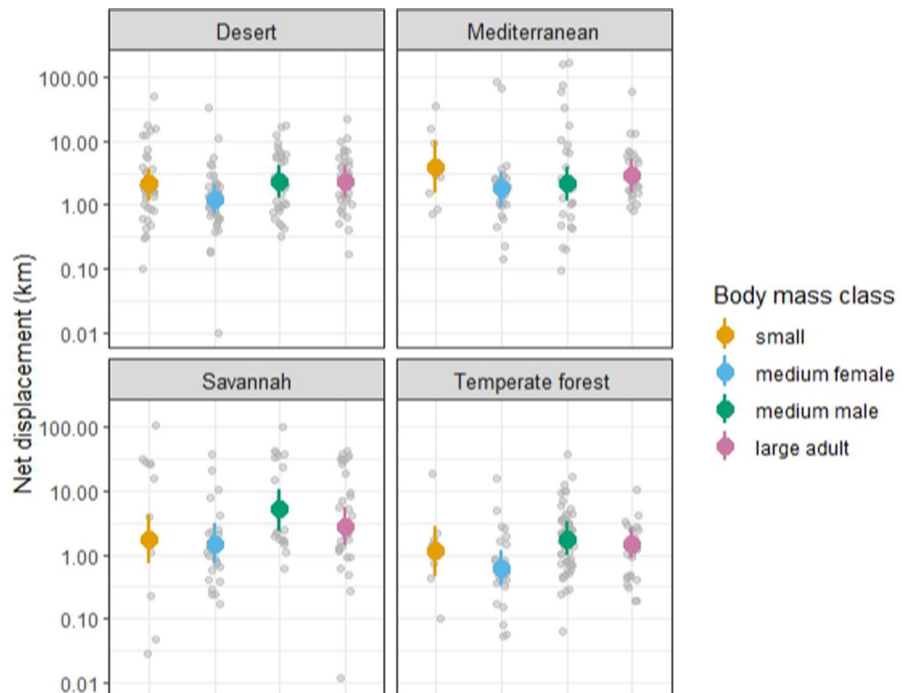 Desert
Mediterranean
100.00
10.00
1.00
0.10
0.01
Savannah
Temperate forest
100.00
10.00
1.00
0.10
0.01
Net displacement (km)
Body mass class
small
medium female
medium male
large adult